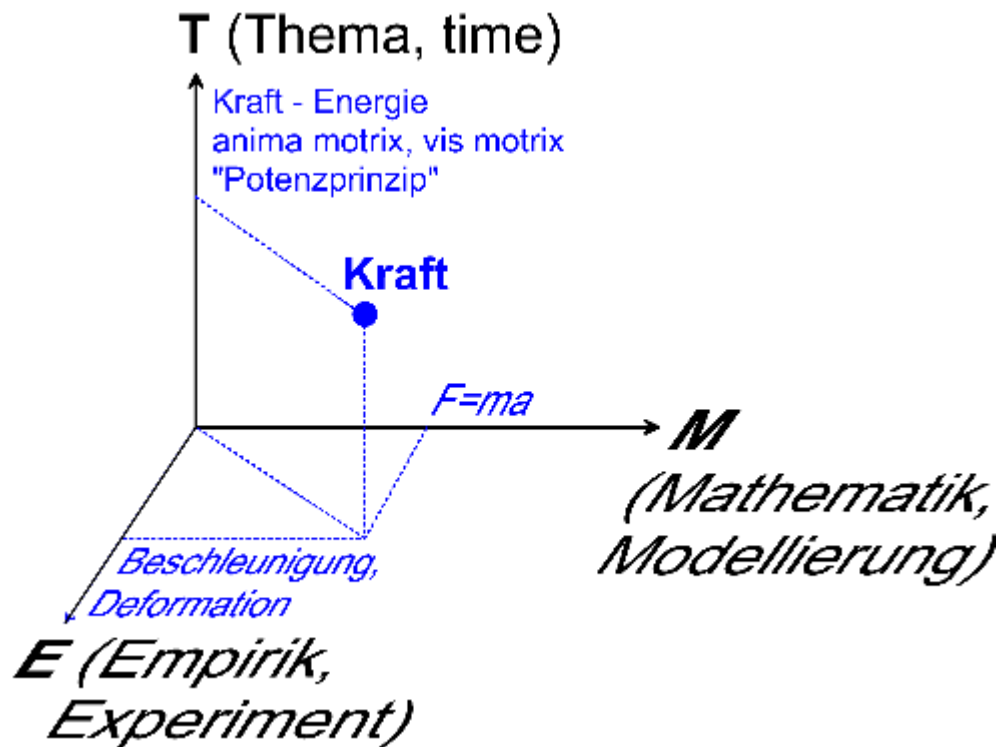 T (Thema, time)
Kraft - Energie
anima motrix, vis motrix
"Potenzprinzip"
Kraft
F=ma
M
(Mathematik,
Modellierung)
Beschleunigung,
Deformation
E (Empirik,
Experiment)